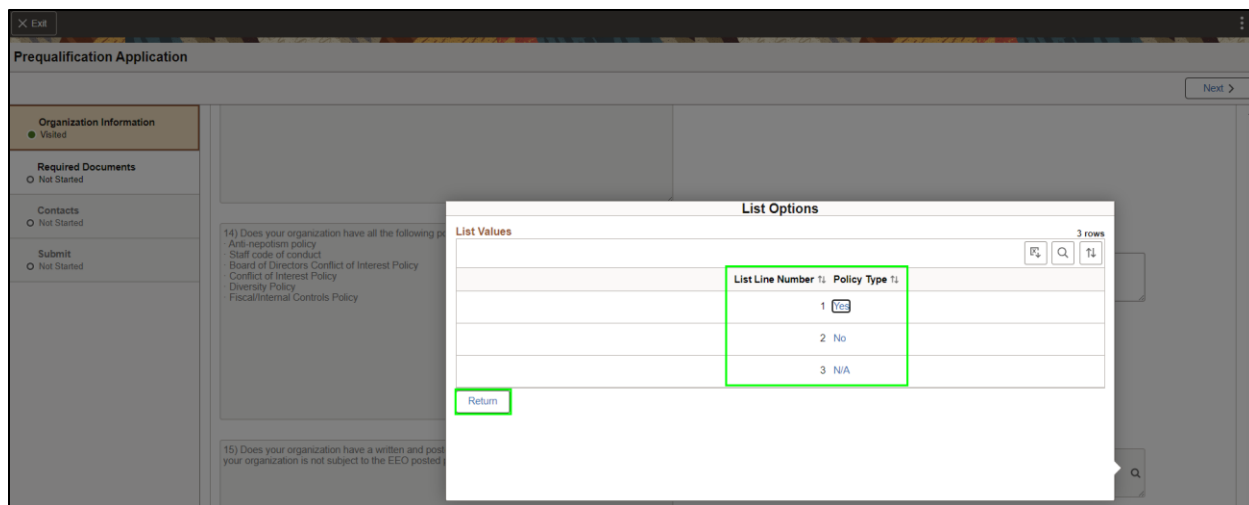 Exit
Prequalification Application
Next
Organization Information
Visited
Required Documents
Not Started
Contacts
Not Started
Submit
Not Started
14) Does your organization have all the following po
· Anti-nepotism policy
· Staff code of conduct
· Board of Directors Conflict of Interest Policy
· Conflict of Interest Policy
· Diversity Policy
· Fiscal/Internal Controls Policy
15) Does your organization have a written and post
your organization is not subject to the EEO posted
List Options
List Values
3 rows
List Line Number Policy Type
1 Yes
2 No
3 N/A
Return